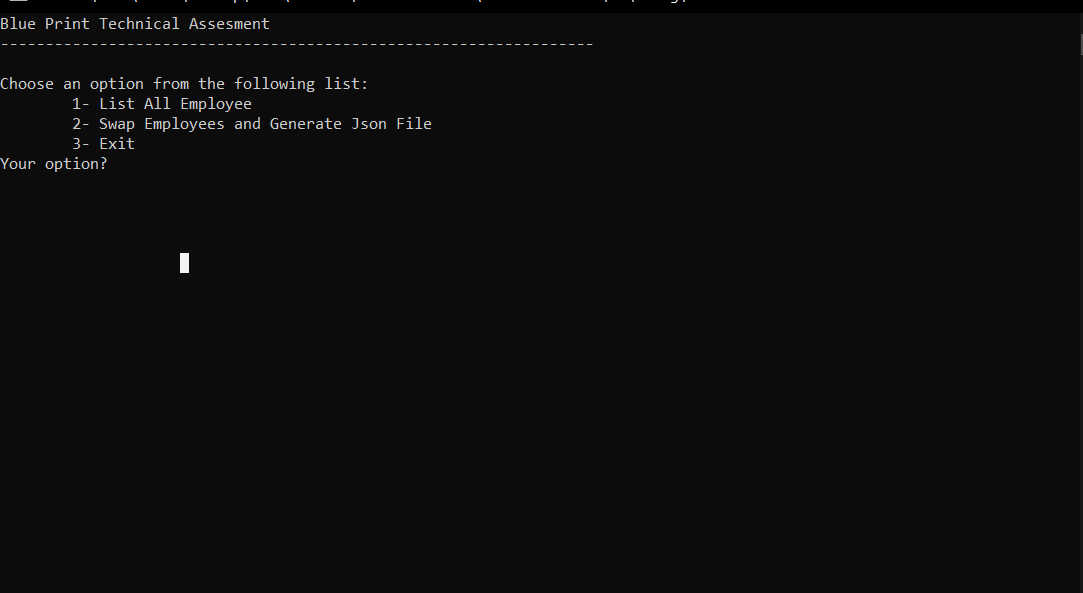 Blue Print Technical Assesment
------------------------------------------------------------------
Choose an option from the following list:
1- List All Employee
2- Swap Employees and Generate Json File
3- Exit
Your option?